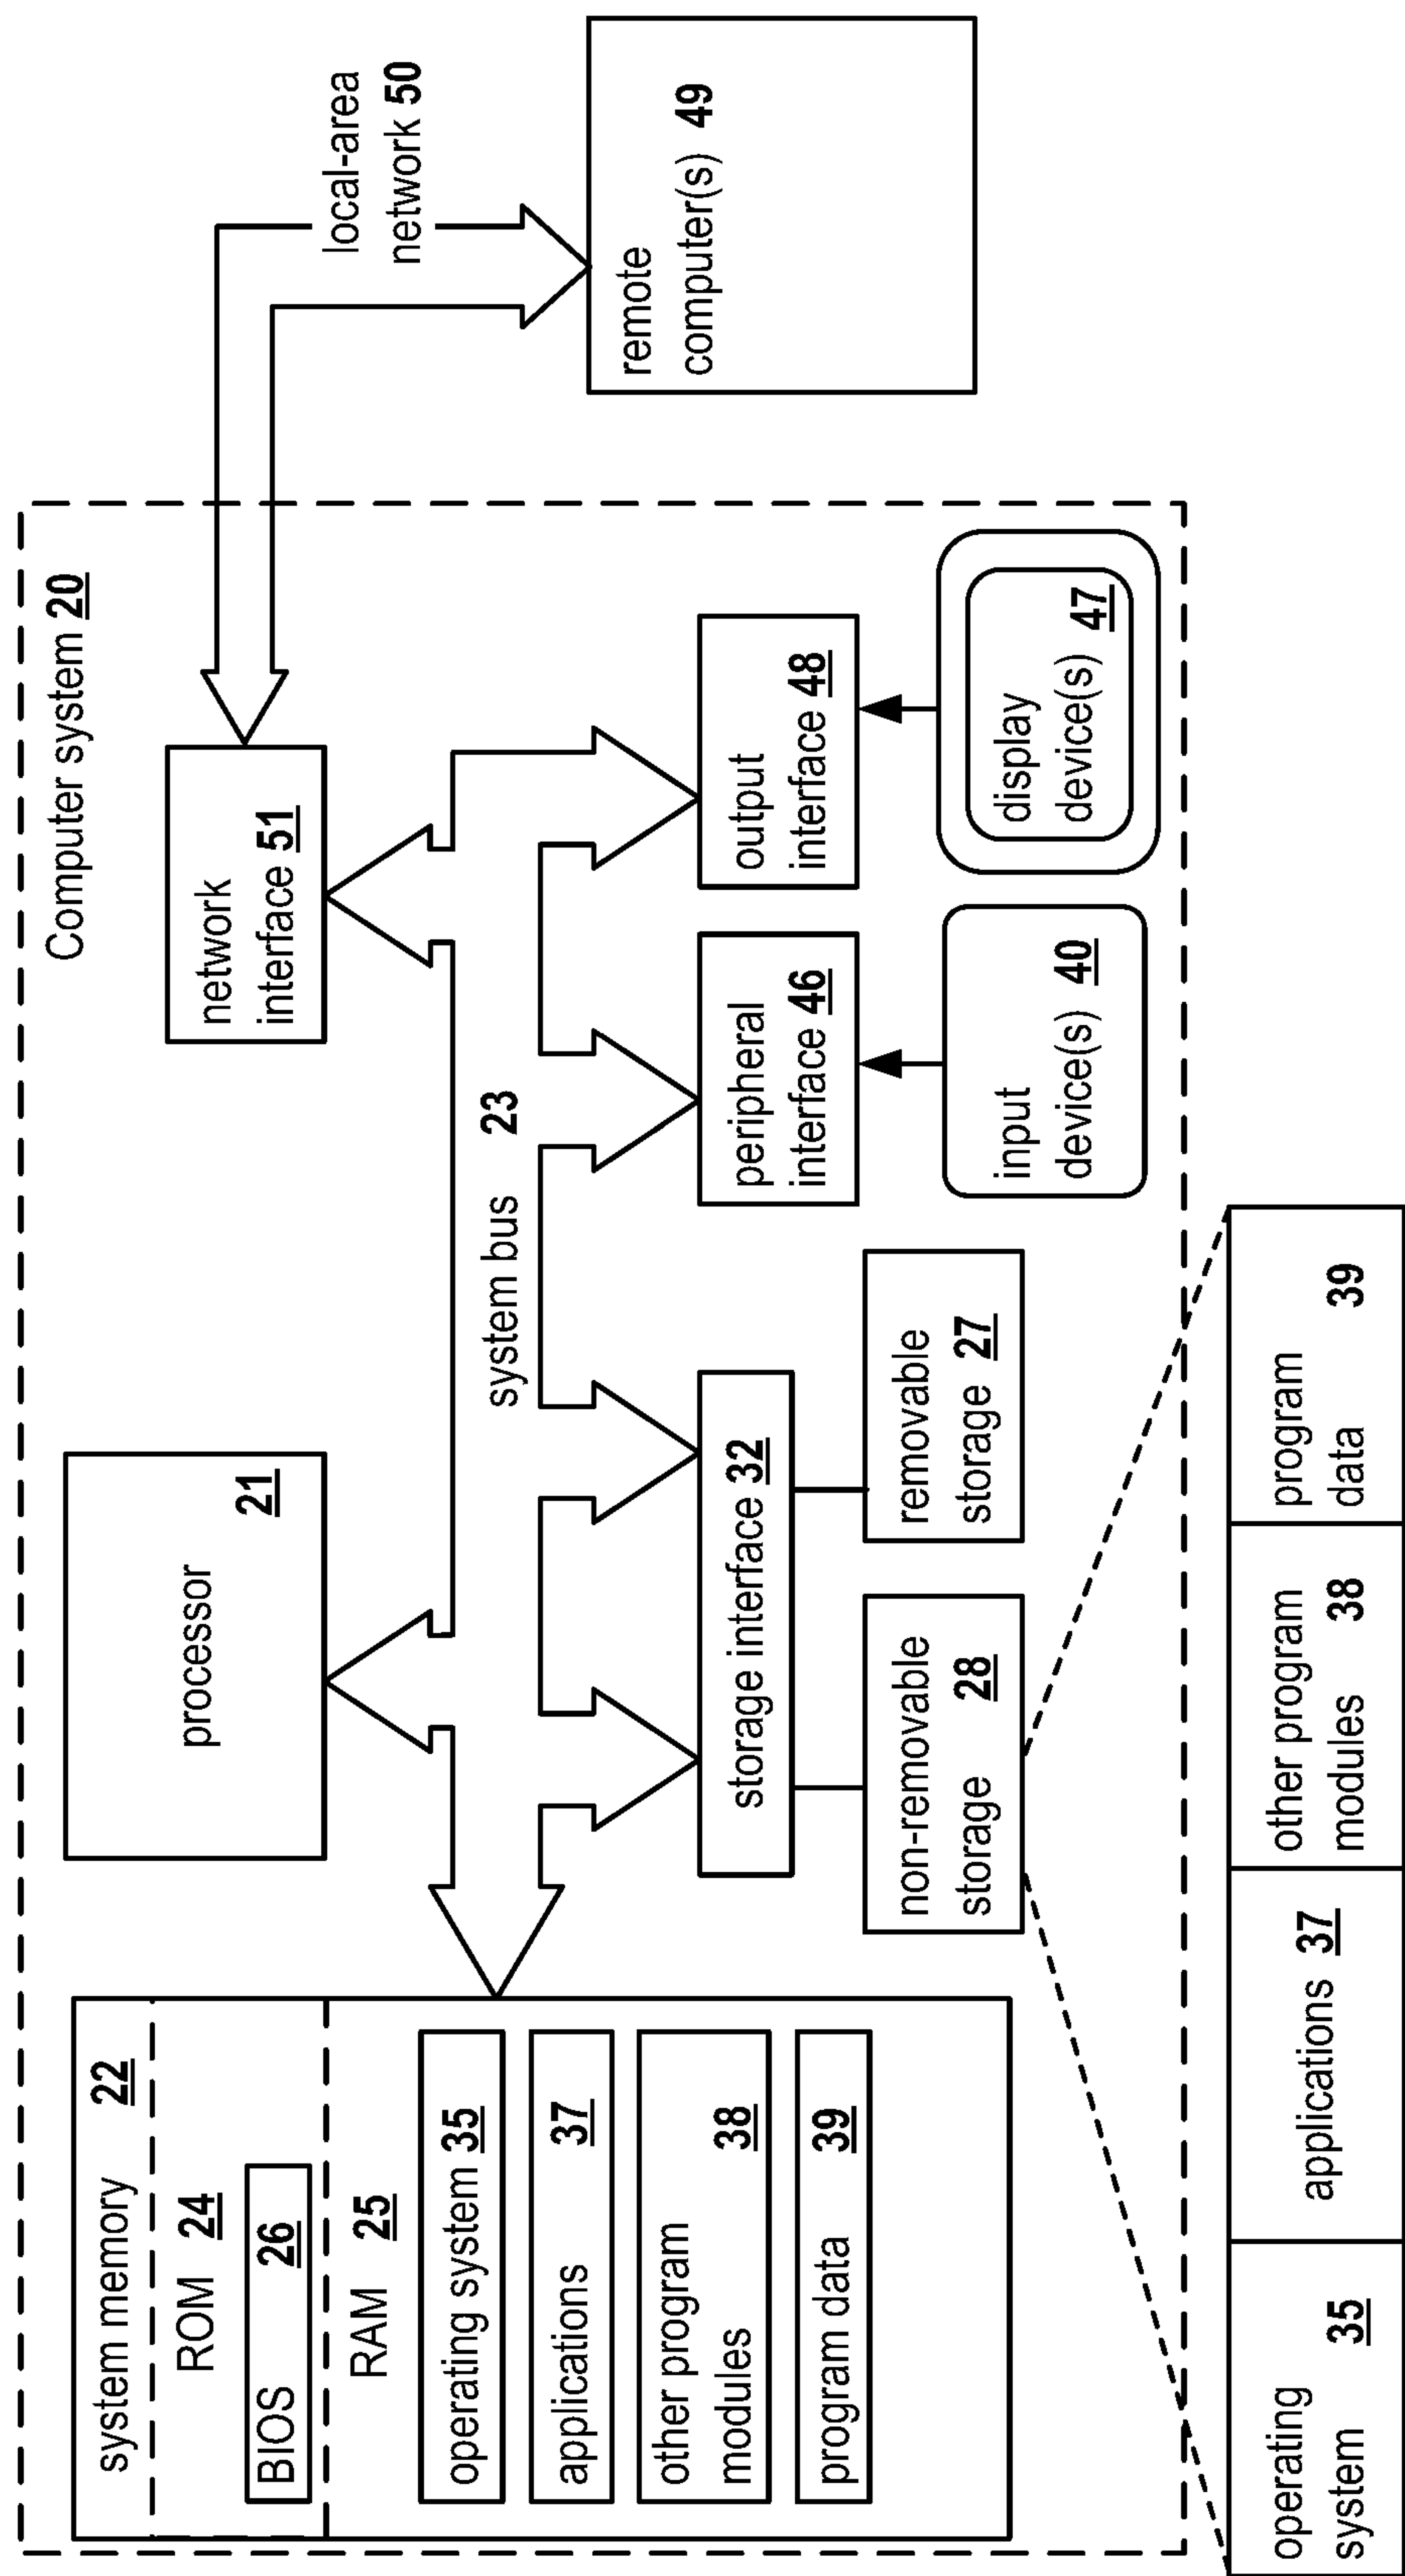 Computer system 20
system memory 22
ROM 24
BIOS 26
RAM 25
operating system 35
applications 37
other program
modules 38
program data 39
processor 21
network
interface 51
local-area
network 50
system bus 23
storage interface 32
peripheral
interface 46
output
interface 48
remote
computer(s) 49
non-removable
storage 28
removable
storage 27
input
device(s) 40
display
device(s) 47
operating
system 35
applications 37
other program
modules 38
program
data 39